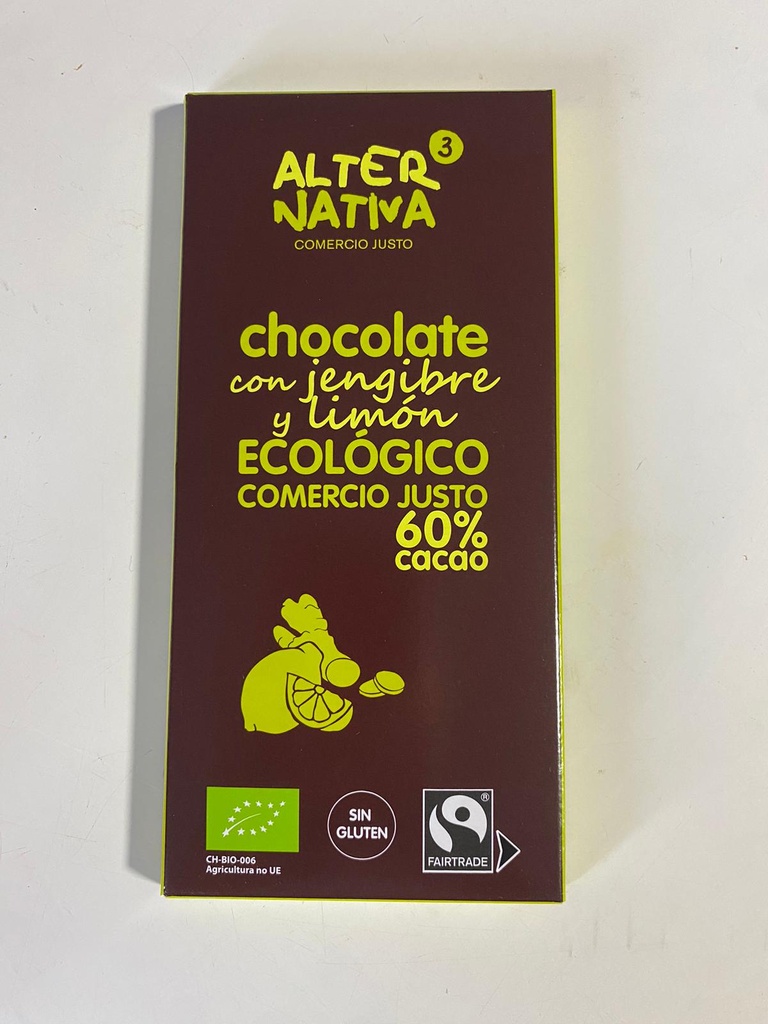 ALTER 3
NATIVA
COMERCIO JUSTO
chocolate
con jengibre
y limón
ECOLÓGICO
COMERCIO JUSTO
60%
cacao
SIN
GLUTEN
FAIRTRADE ®
CH-BIO-006
Agricultura no UE